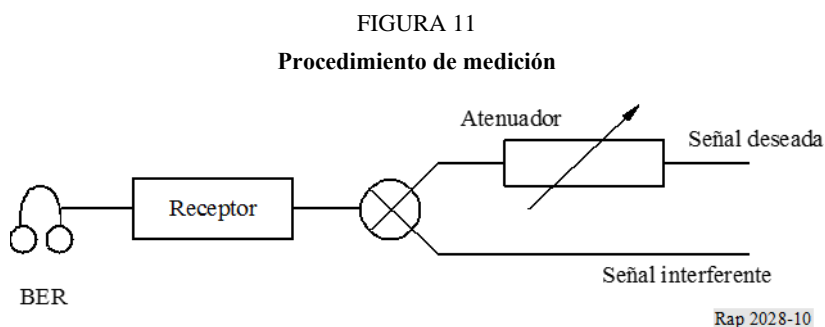 FIGURA 11
Procedimiento de medición
Atenuador
Señal deseada
Receptor
Señal interferente
BER
Rap 2028-10